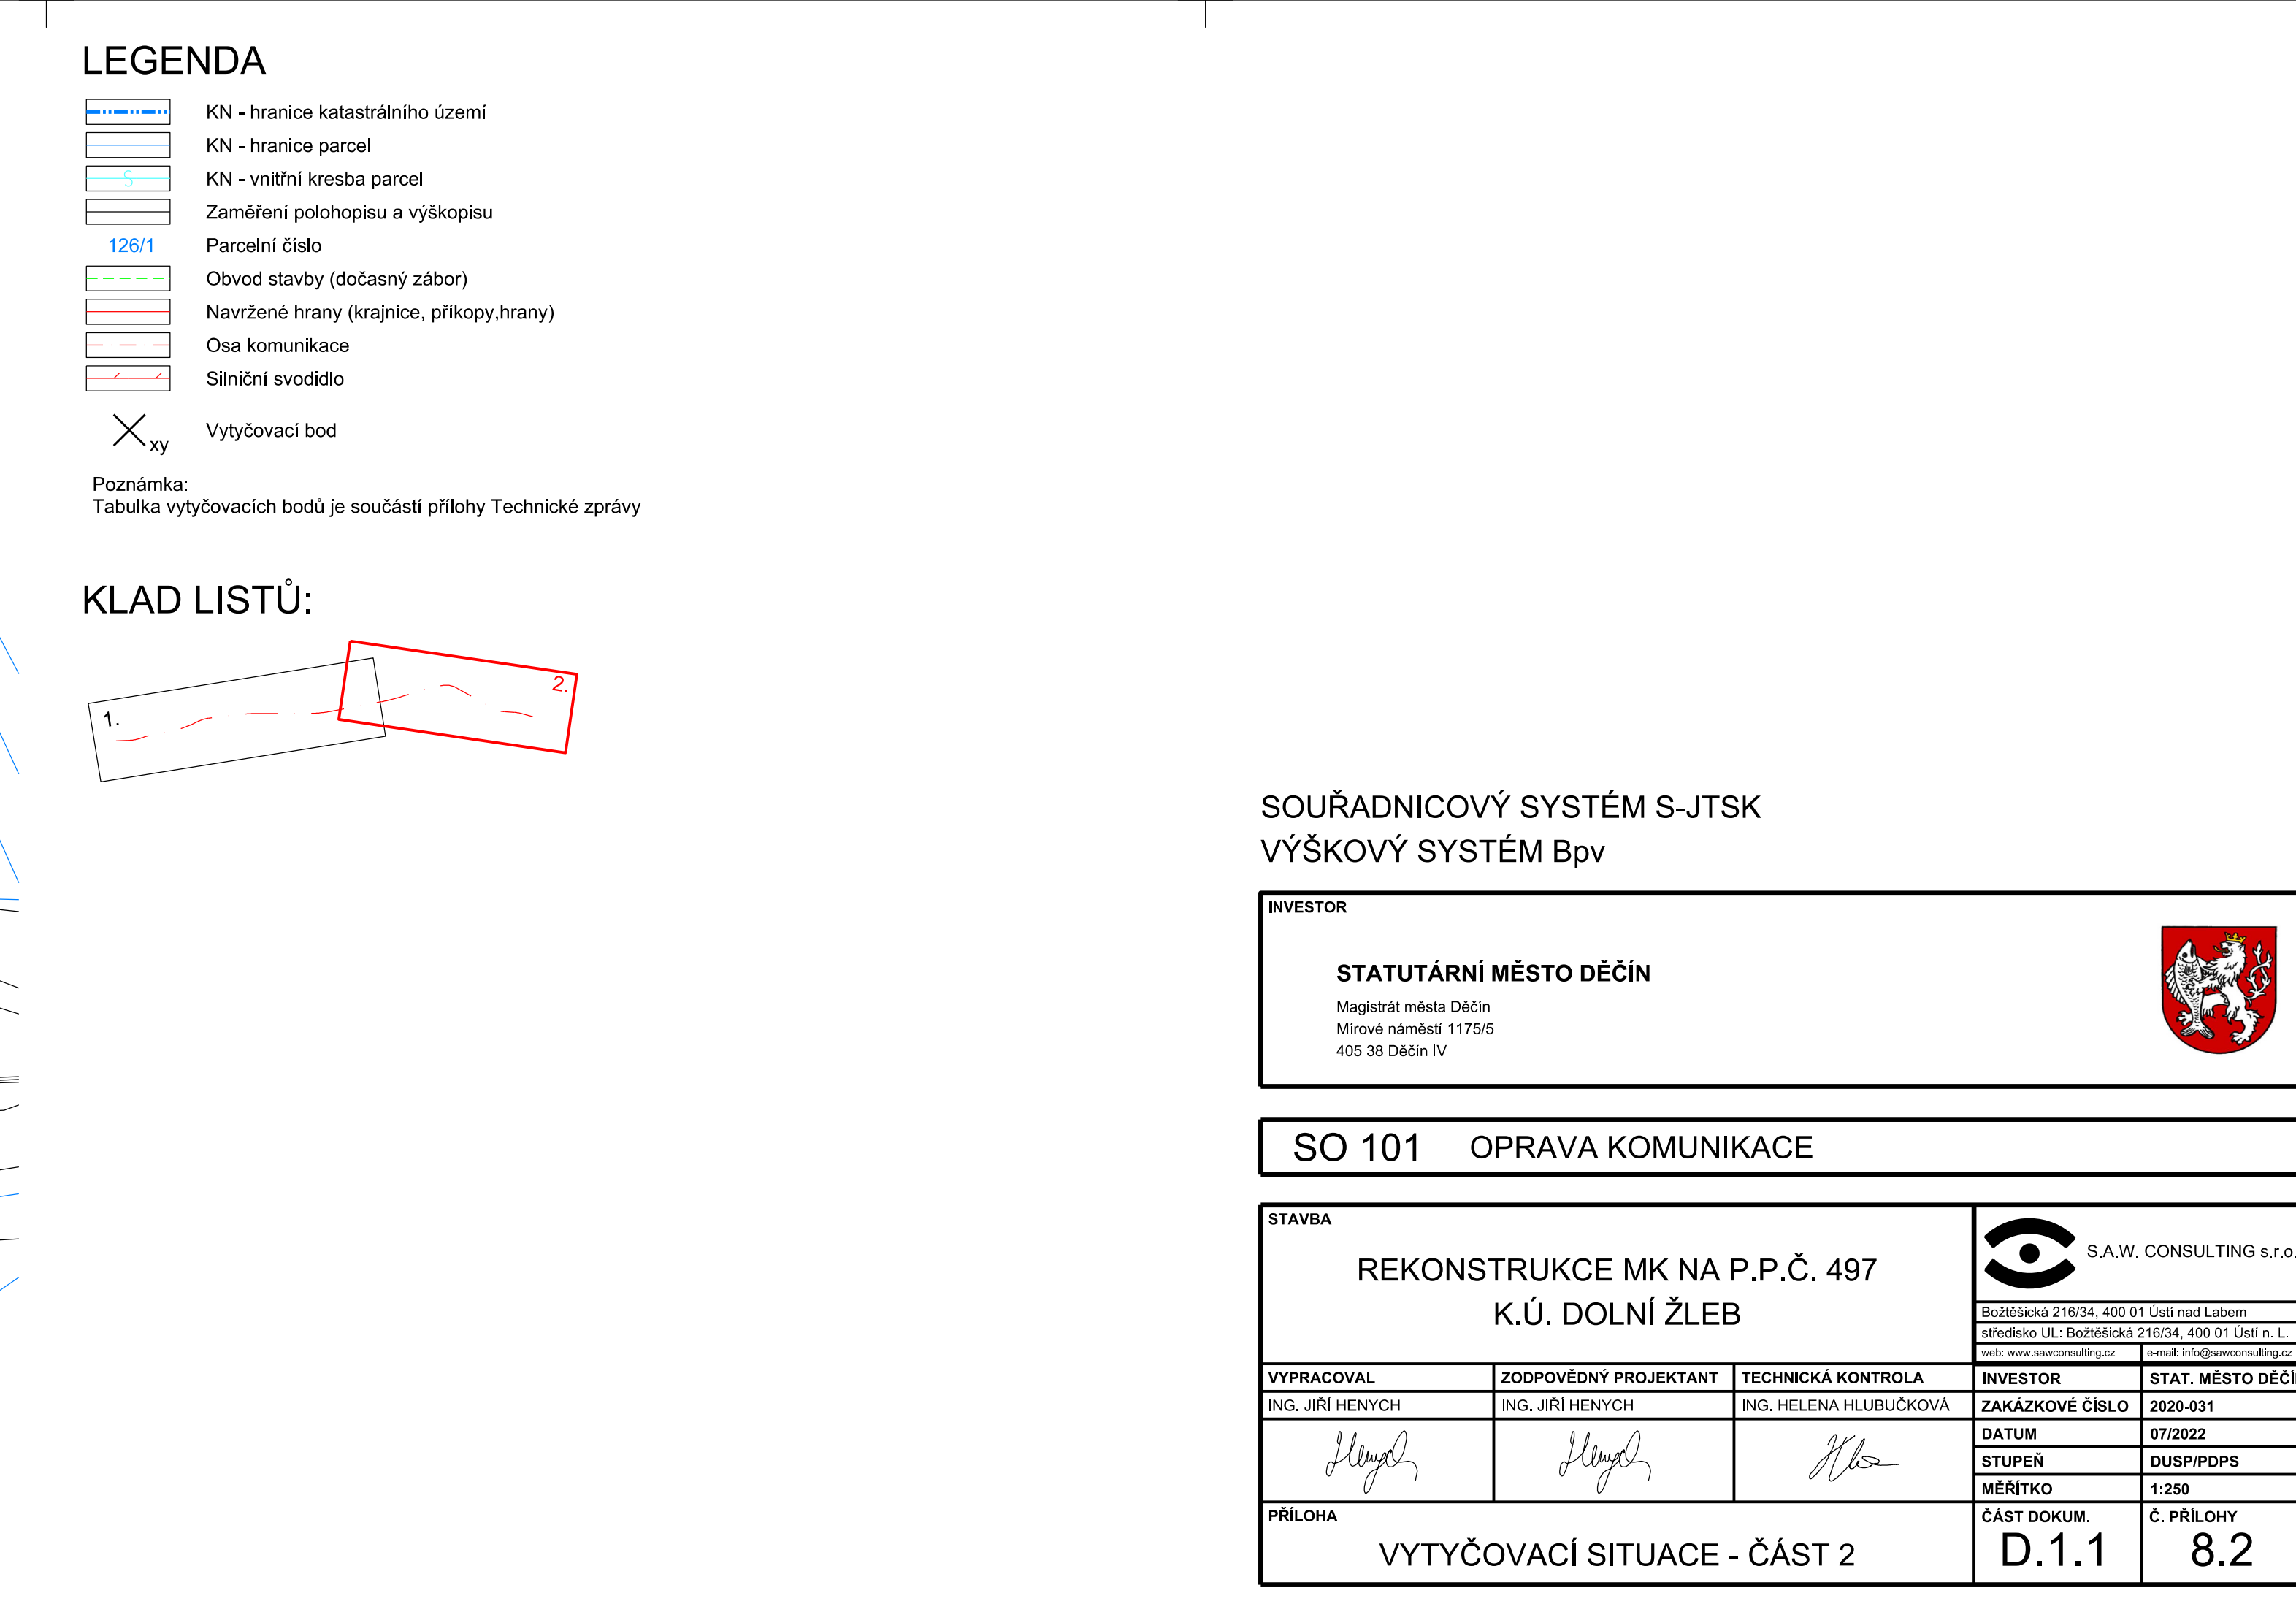 LEGENDA
KN - hranice katastrálního území
KN - hranice parcel
S
KN - vnitřní kresba parcel
Zaměření polohopisu a výškopisu
126/1 Parcelní číslo
Obvod stavby (dočasný zábor)
Navržené hrany (krajnice, příkopy,hrany)
Osa komunikace
Silniční svodidlo
xy Vytyčovací bod
Poznámka:
Tabulka vytyčovacích bodů je součástí přílohy Technické zprávy
KLAD LISTŮ:
1.
2.
SOUŘADNICOVÝ SYSTÉM S-JTSK
VÝŠKOVÝ SYSTÉM Bpv
INVESTOR
STATUTÁRNÍ MĚSTO DĚČÍN
Magistrát města Děčín
Mírové náměstí 1175/5
405 38 Děčín IV
SO 101 OPRAVA KOMUNIKACE
STAVBA
REKONSTRUKCE MK NA P.P.Č. 497
K.Ú. DOLNÍ ŽLEB
S.A.W. CONSULTING s.r.o.
Božtěšická 216/34, 400 01 Ústí nad Labem
středisko UL: Božtěšická 216/34, 400 01 Ústí n. L.
web: www.sawconsulting.cz e-mail: info@sawconsulting.cz
VYPRACOVAL ZODPOVĚDNÝ PROJEKTANT TECHNICKÁ KONTROLA
ING. JIŘÍ HENYCH ING. JIŘÍ HENYCH ING. HELENA HLUBUČKOVÁ
INVESTOR STAT. MĚSTO DĚČÍN
ZAKÁZKOVÉ ČÍSLO 2020-031
DATUM 07/2022
STUPEŇ DUSP/PDPS
MĚŘÍTKO 1:250
PŘÍLOHA
VYTYČOVACÍ SITUACE - ČÁST 2
ČÁST DOKUM. Č. PŘÍLOHY
D.1.1 8.2